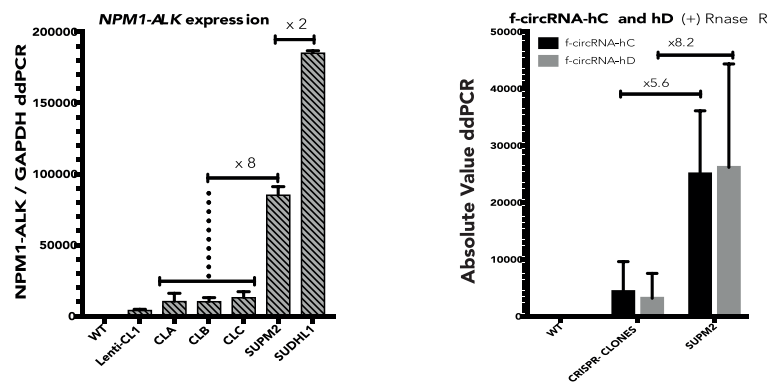 NPM1-ALK expression
x 2
200000
150000
100000
50000
0
NPM1-ALK / GAPDH ddPCR
x 8
WT
Lenti-CL1
CLA
CLB
CLC
SUPM2
SUDHL1
f-circRNA-hC and hD (+) Rnase R
f-circRNA-hC
f-circRNA-hD
x8.2
x5.6
50000
40000
30000
20000
10000
0
Absolute Value ddPCR
WT
CRISPR- CLONES
SUPM2